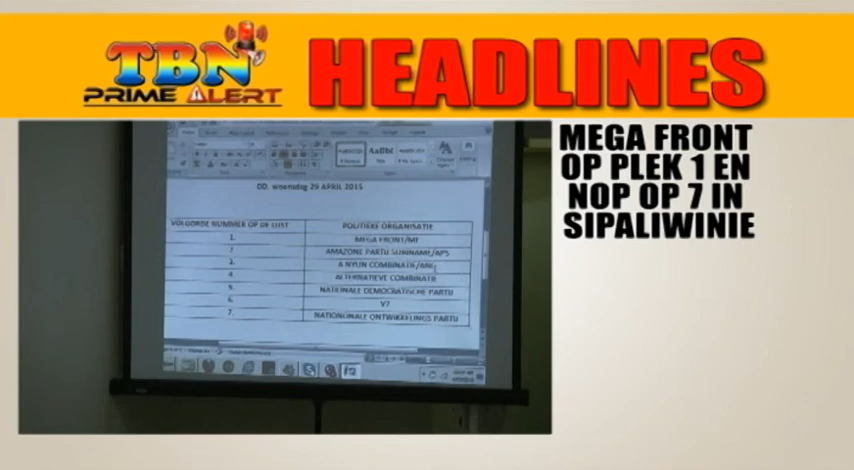 TBN
PRIME ALERT
HEADLINES
MEGA FRONT
OP PLEK 1 EN
NOP OP 7 IN
SIPALIWINIE
DD. woensdag 29 APRIL 2015
VOLGORDE NUMMER OP DE LIJST POLITIEKE ORGANISATIE
1. MEGA FRONT/MF
2 AMAZONE PARTIJ SURINAME/APS
3. A NYUN COMBINATIE/ANC
4. ALTERNATIEVE COMBINATIE
5. NATIONALE DEMOCRATISCHE PARTIJ
6. V7
7. NATIONONALE ONTWIKKELINGS PARTIJ